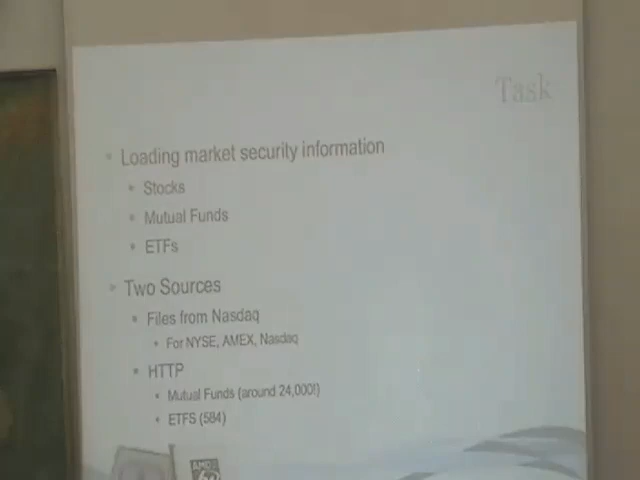 Task
Loading market security information
Stocks
Mutual Funds
ETFs
Two Sources
Files from Nasdaq
For NYSE, AMEX, Nasdaq
HTTP
Mutual Funds (around 24,000!)
ETFS (584)
AMD